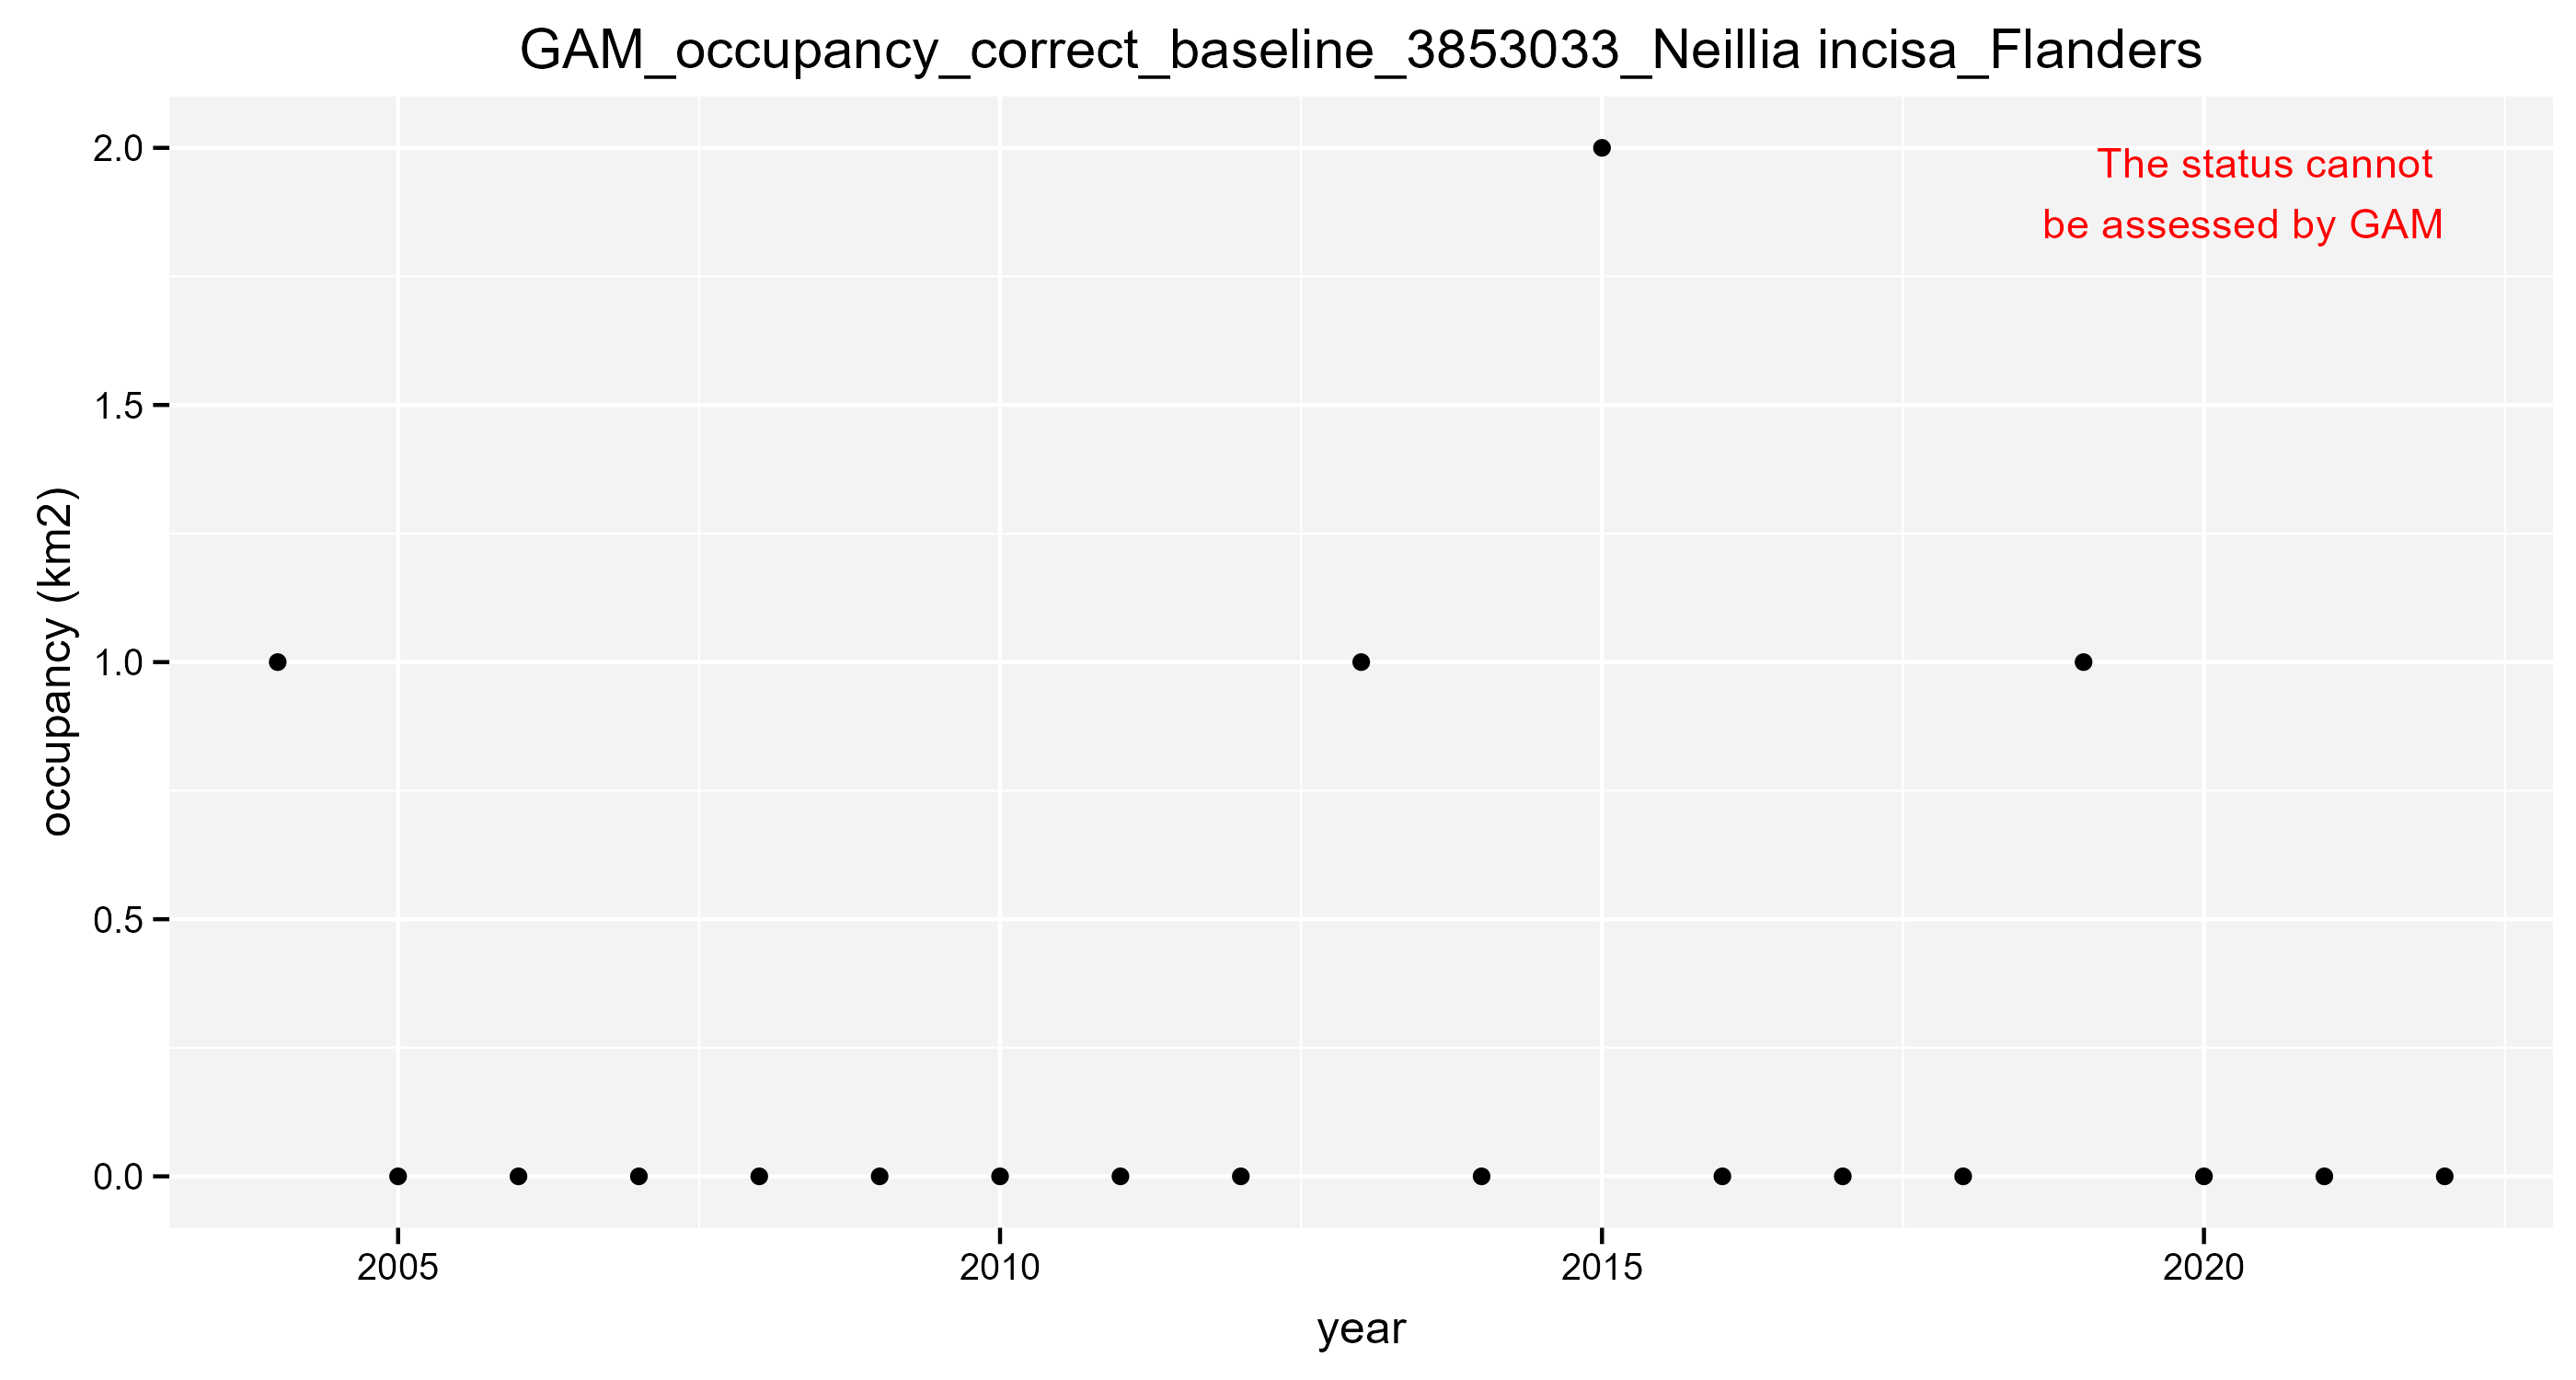 GAM_occupancy_correct_baseline_3853033_Neillia incisa_Flanders
The status cannot
be assessed by GAM
occupancy (km2)
2.0
1.5
1.0
0.5
0.0
2005
2010
2015
2020
year